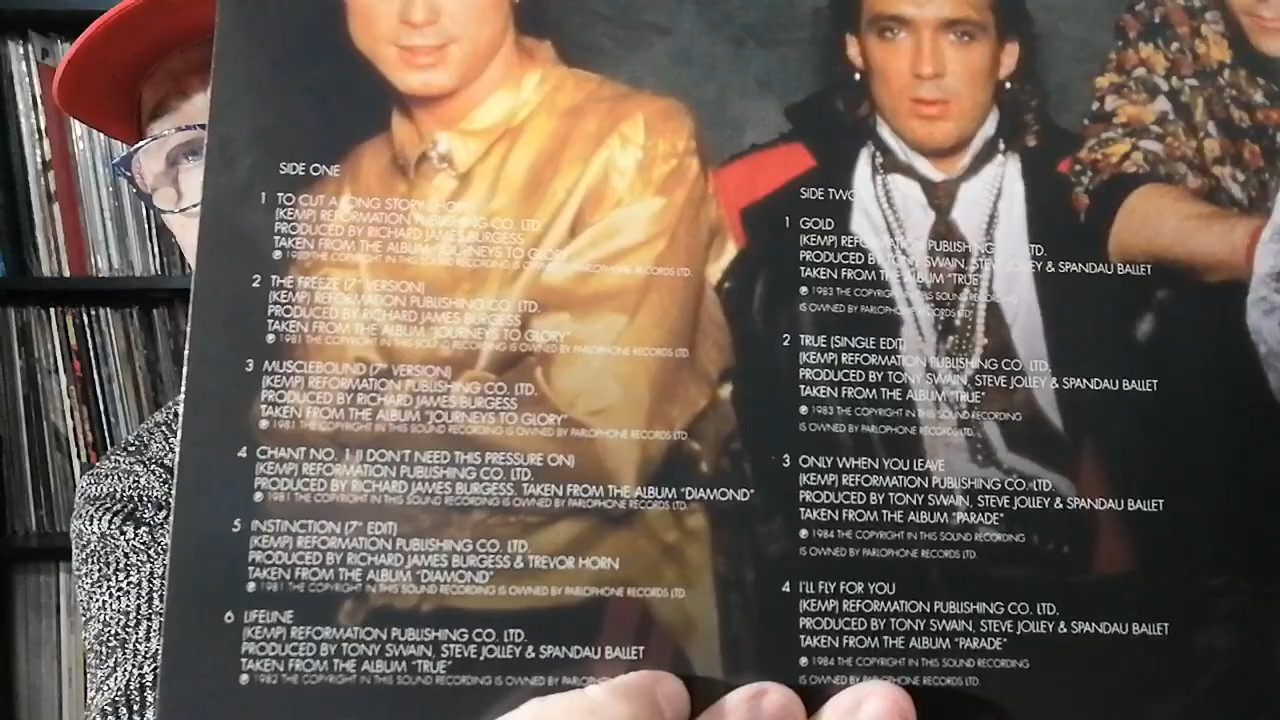 SIDE ONE
1 TO CUT A LONG STORY SHORT
(KEMP) REFORMATION PUBLISHING CO. LTD.
PRODUCED BY RICHARD JAMES BURGESS
TAKEN FROM THE ALBUM "JOURNEYS TO GLORY"
℗ 1980 THE COPYRIGHT IN THIS SOUND RECORDING IS OWNED BY PARLOPHONE RECORDS LTD.
2 THE FREEZE (7" VERSION)
(KEMP) REFORMATION PUBLISHING CO. LTD.
PRODUCED BY RICHARD JAMES BURGESS
TAKEN FROM THE ALBUM "JOURNEYS TO GLORY"
℗ 1981 THE COPYRIGHT IN THIS SOUND RECORDING IS OWNED BY PARLOPHONE RECORDS LTD.
3 MUSCLEBOUND (7" VERSION)
(KEMP) REFORMATION PUBLISHING CO. LTD.
PRODUCED BY RICHARD JAMES BURGESS
TAKEN FROM THE ALBUM "JOURNEYS TO GLORY"
℗ 1981 THE COPYRIGHT IN THIS SOUND RECORDING IS OWNED BY PARLOPHONE RECORDS LTD.
4 CHANT NO. 1 (I DON'T NEED THIS PRESSURE ON)
(KEMP) REFORMATION PUBLISHING CO. LTD.
PRODUCED BY RICHARD JAMES BURGESS. TAKEN FROM THE ALBUM "DIAMOND"
℗ 1981 THE COPYRIGHT IN THIS SOUND RECORDING IS OWNED BY PARLOPHONE RECORDS LTD.
5 INSTINCTION (7" EDIT)
(KEMP) REFORMATION PUBLISHING CO. LTD.
PRODUCED BY RICHARD JAMES BURGESS & TREVOR HORN
TAKEN FROM THE ALBUM "DIAMOND"
℗ 1981 THE COPYRIGHT IN THIS SOUND RECORDING IS OWNED BY PARLOPHONE RECORDS LTD.
6 LIFELINE
(KEMP) REFORMATION PUBLISHING CO. LTD.
PRODUCED BY TONY SWAIN, STEVE JOLLEY & SPANDAU BALLET
TAKEN FROM THE ALBUM "TRUE"
℗ 1982 THE COPYRIGHT IN THIS SOUND RECORDING IS OWNED BY
SIDE TWO
1 GOLD
(KEMP) REFORMATION PUBLISHING CO. LTD.
PRODUCED BY TONY SWAIN, STEVE JOLLEY & SPANDAU BALLET
TAKEN FROM THE ALBUM "TRUE"
℗ 1983 THE COPYRIGHT IN THIS SOUND RECORDING
IS OWNED BY PARLOPHONE RECORDS LTD.
2 TRUE (SINGLE EDIT)
(KEMP) REFORMATION PUBLISHING CO. LTD.
PRODUCED BY TONY SWAIN, STEVE JOLLEY & SPANDAU BALLET
TAKEN FROM THE ALBUM "TRUE"
℗ 1983 THE COPYRIGHT IN THIS SOUND RECORDING
IS OWNED BY PARLOPHONE RECORDS LTD.
3 ONLY WHEN YOU LEAVE
(KEMP) REFORMATION PUBLISHING CO. LTD.
PRODUCED BY TONY SWAIN, STEVE JOLLEY & SPANDAU BALLET
TAKEN FROM THE ALBUM "PARADE"
℗ 1984 THE COPYRIGHT IN THIS SOUND RECORDING
IS OWNED BY PARLOPHONE RECORDS LTD.
4 I'LL FLY FOR YOU
(KEMP) REFORMATION PUBLISHING CO. LTD.
PRODUCED BY TONY SWAIN, STEVE JOLLEY & SPANDAU BALLET
TAKEN FROM THE ALBUM "PARADE"
℗ 1984 THE COPYRIGHT IN THIS SOUND RECORDING
IS OWNED BY PARLOPHONE RECORDS LTD.